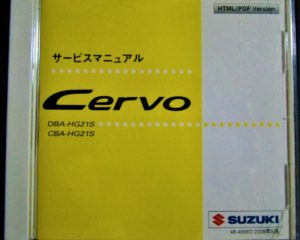 HTML/PDF Version
サービスマニュアル
Cervo
DBA-HG21S
CBA-HG21S
SUZUKI